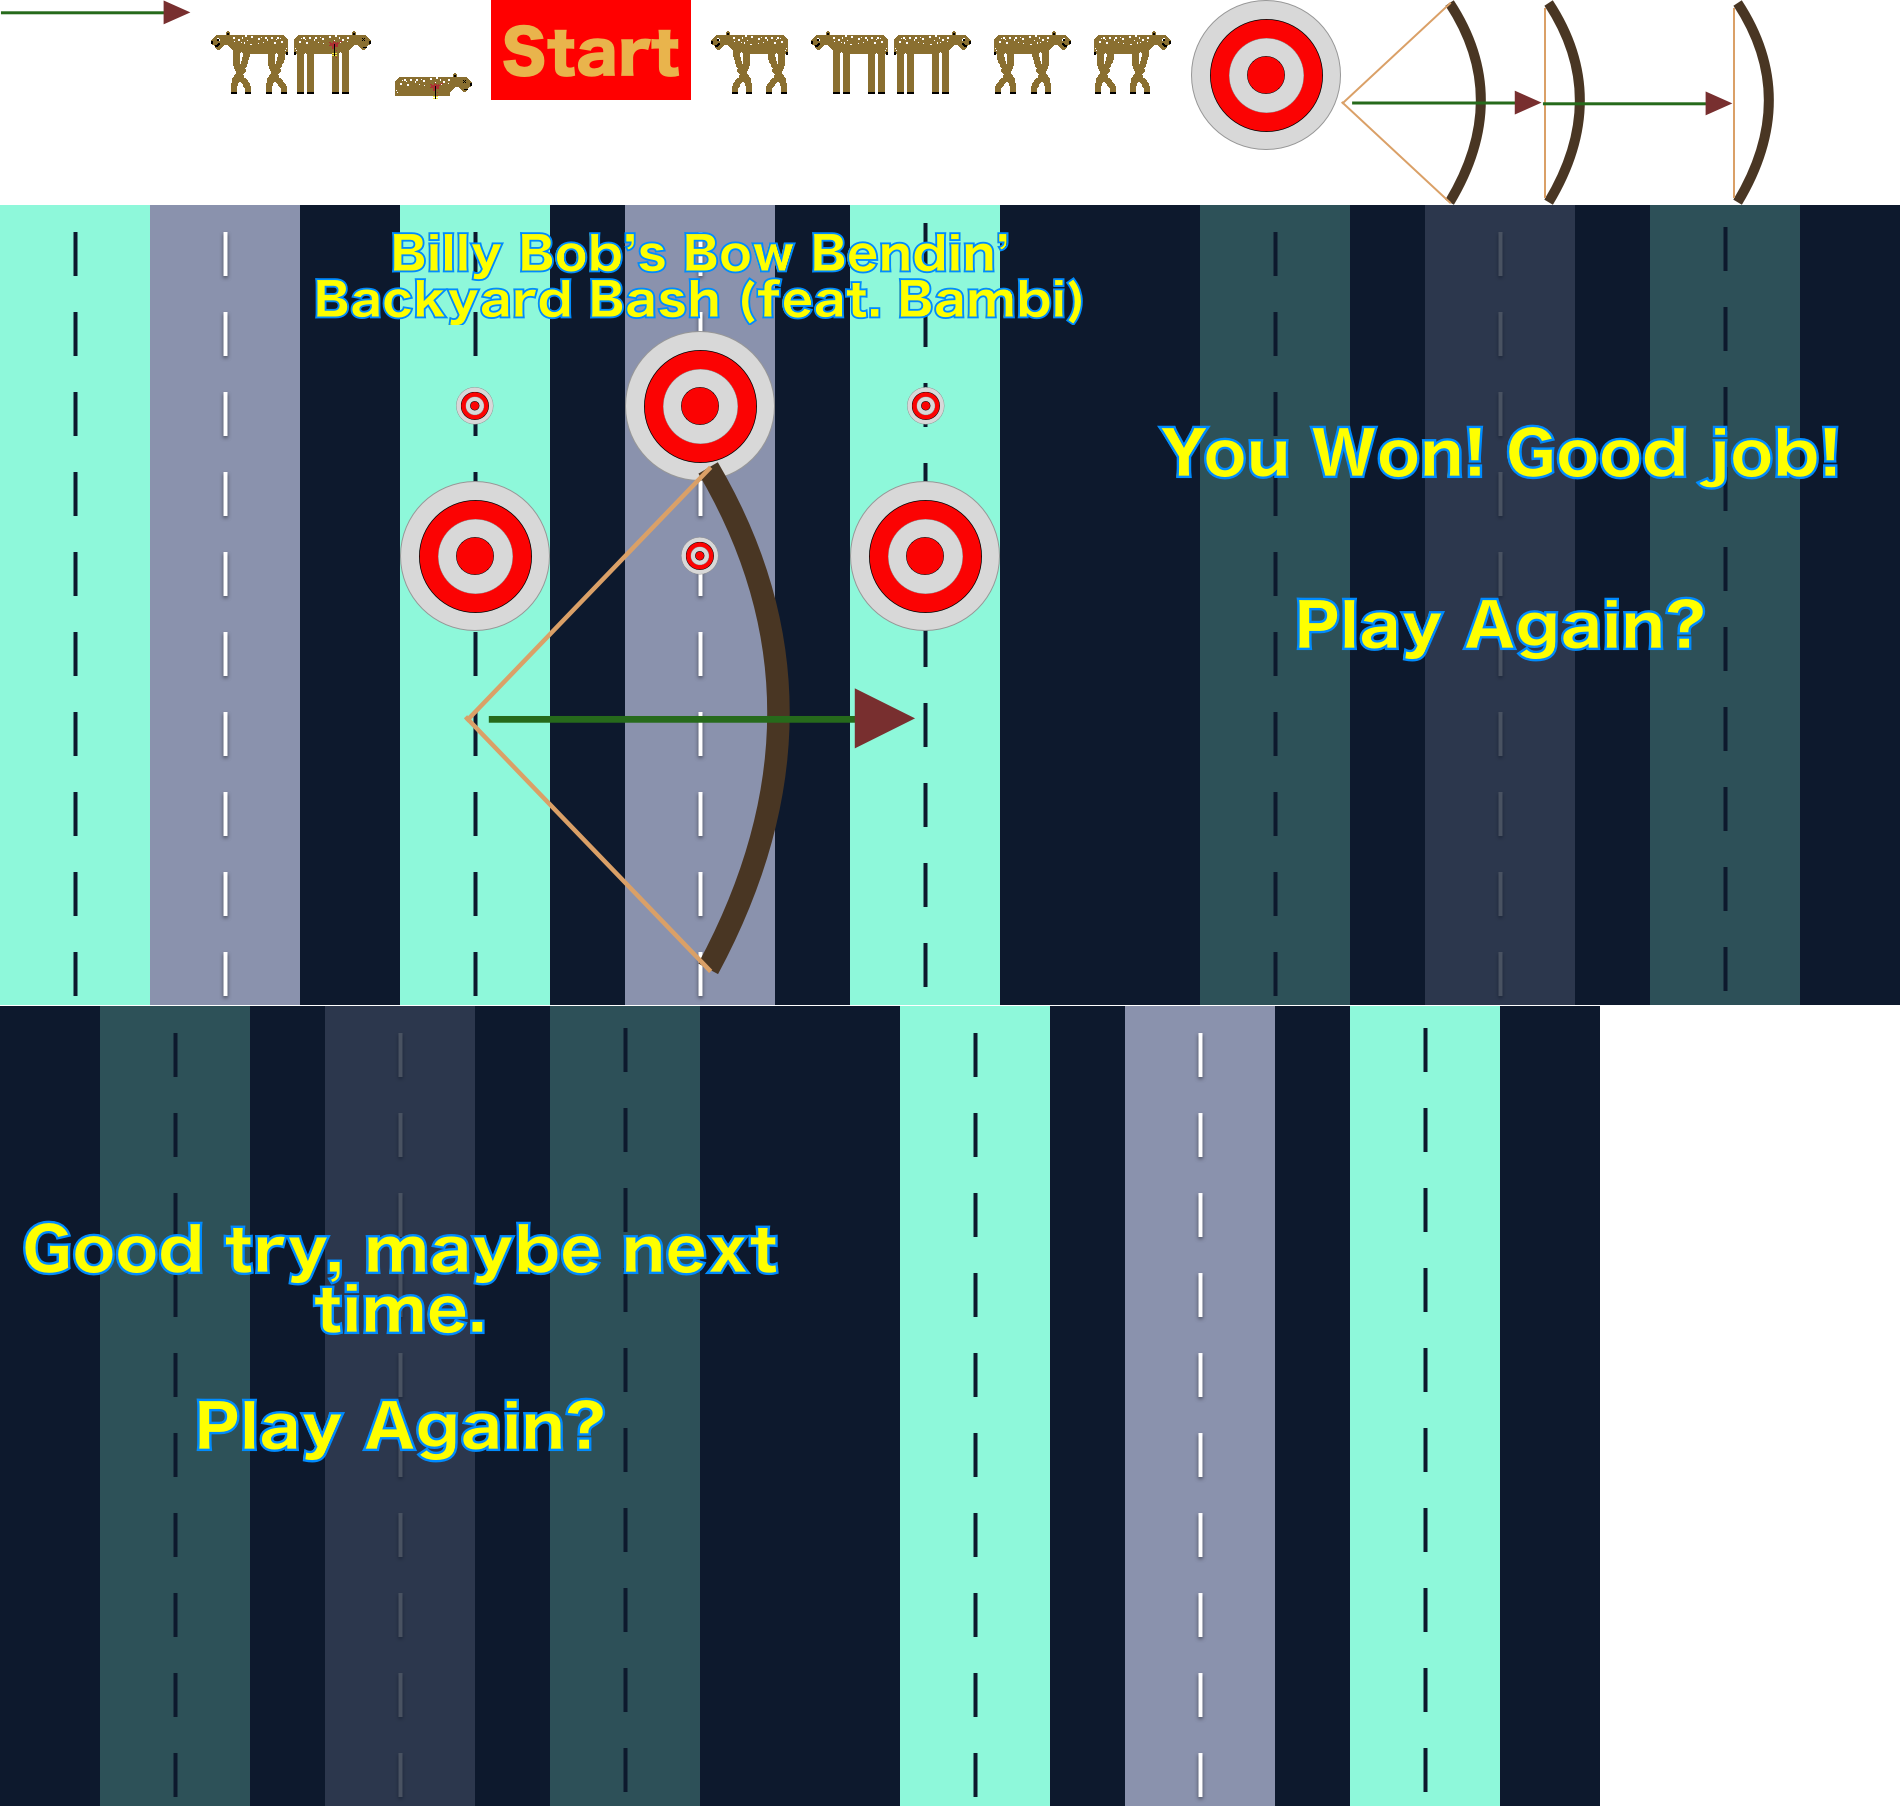 Start
Billy Bob’s Bow Bendin’
Backyard Bash (feat. Bambi)
You Won! Good job!
Play Again?
Good try, maybe next
time.
Play Again?